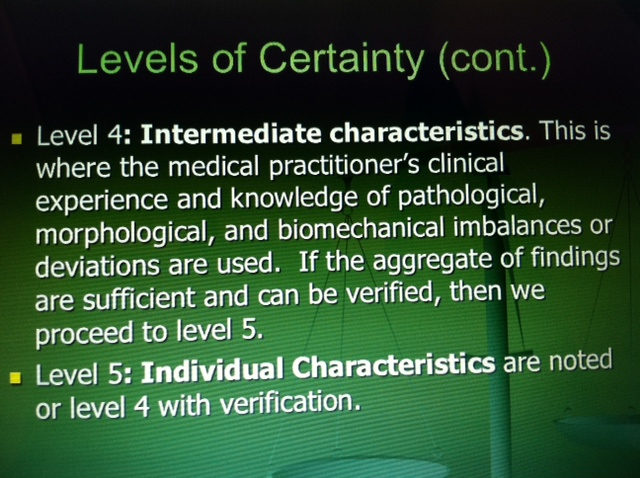 Levels of Certainty (cont.)
Level 4: Intermediate characteristics. This is
where the medical practitioner's clinical
experience and knowledge of pathological,
morphological, and biomechanical imbalances or
deviations are used. If the aggregate of findings
are sufficient and can be verified, then we
proceed to level 5.
Level 5: Individual Characteristics are noted
or level 4 with verification.